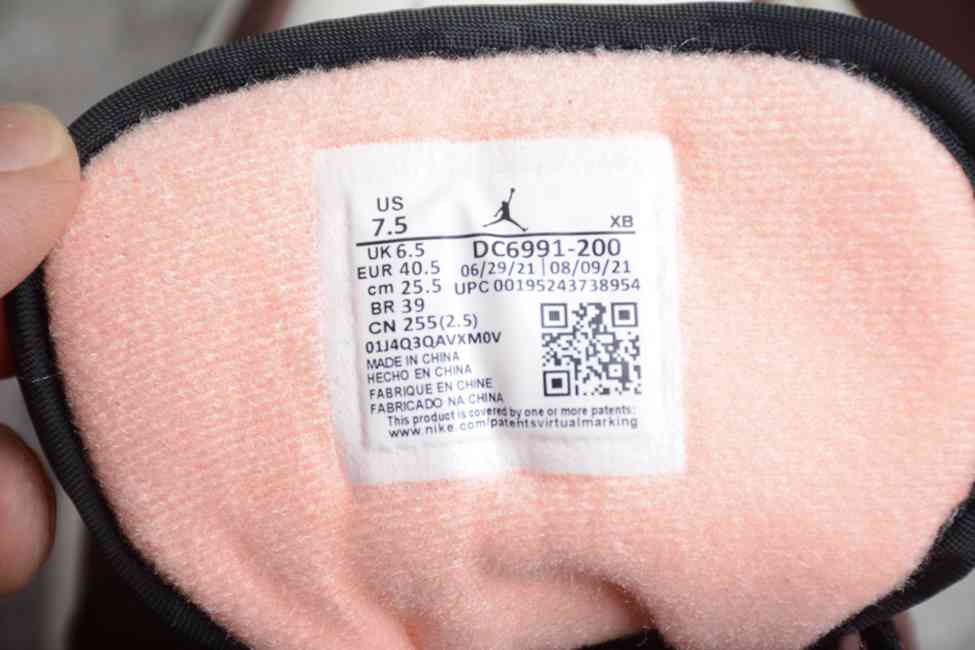 US
7.5
XB
UK 6.5
DC6991-200
EUR 40.5
06/29/21 | 08/09/21
cm 25.5
UPC 00195243738954
BR 39
CN 255(2.5)
01J4Q3QAVXM0V
MADE IN CHINA
HECHO EN CHINA
FABRIQUE EN CHINE
FABRICADO NA CHINA
This product is covered by one or more patents:
www.nike.com/patentsvirtualmarking